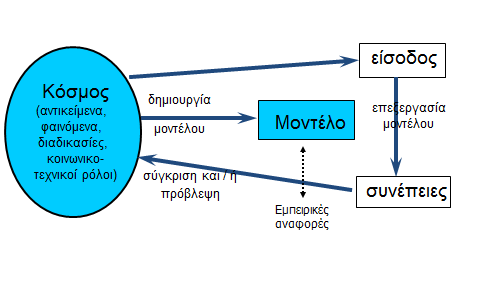 Κόσμος
(αντικείμενα,
φαινόμενα,
διαδικασίες,
κοινωνικο-
τεχνικοί ρόλοι)
δημιουργία
μοντέλου
Μοντέλο
είσοδος
επεξεργασία
μοντέλου
συνέπειες
σύγκριση και / ή
πρόβλεψη
Εμπειρικές
αναφορές